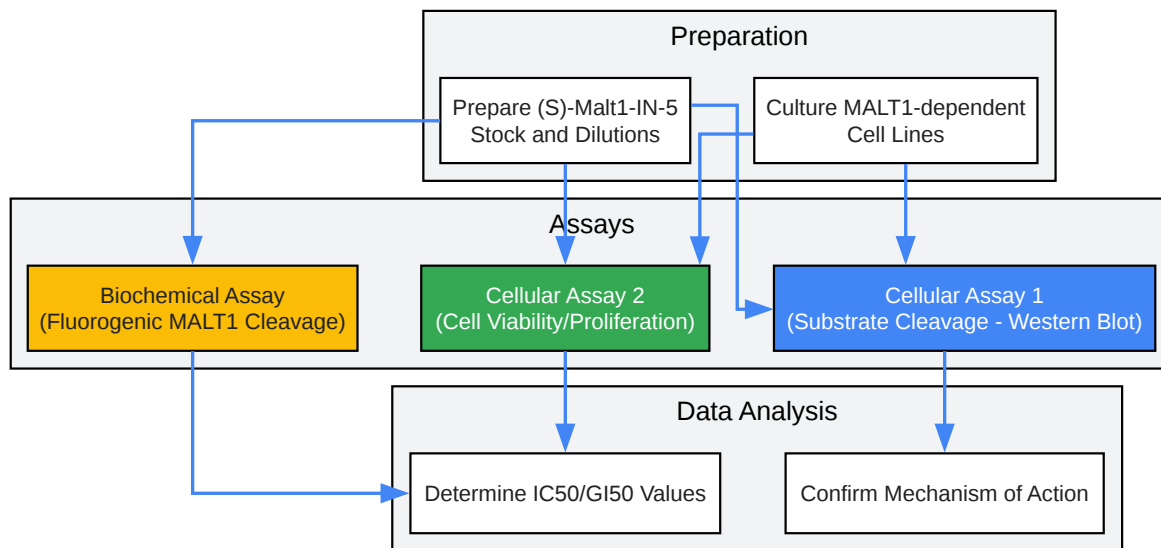 Preparation
Prepare (S)-Malt1-IN-5
Stock and Dilutions
Culture MALT1-dependent
Cell Lines
Assays
Biochemical Assay
(Fluorogenic MALT1 Cleavage)
Cellular Assay 2
(Cell Viability/Proliferation)
Cellular Assay 1
(Substrate Cleavage - Western Blot)
Data Analysis
Determine IC50/GI50 Values
Confirm Mechanism of Action